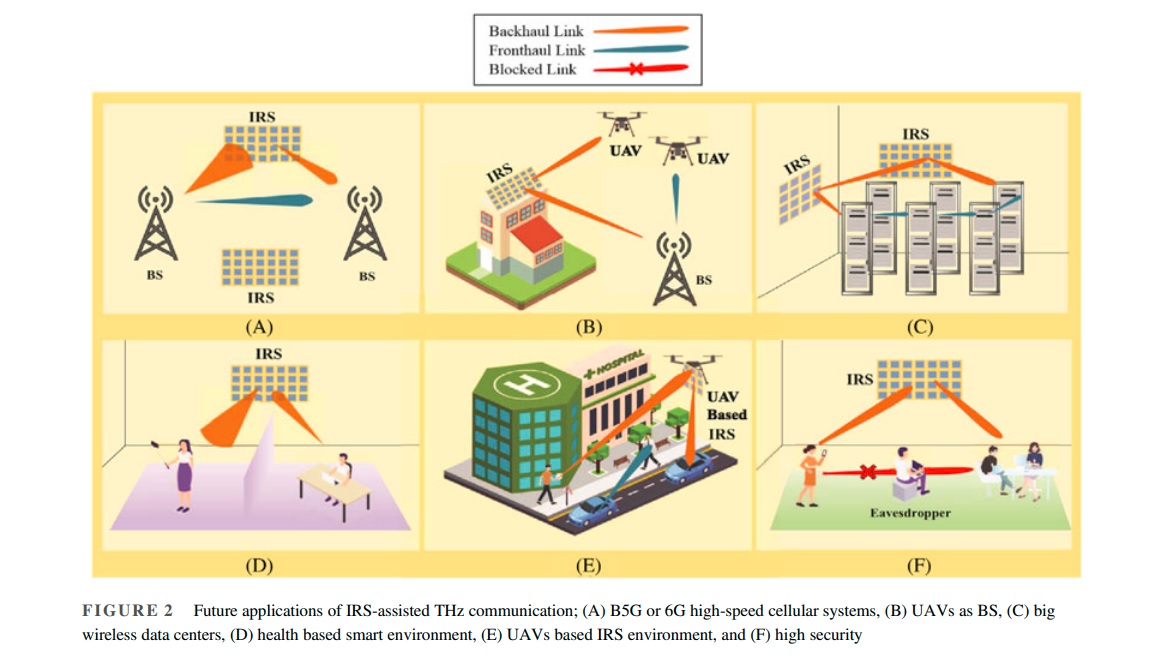 Backhaul Link
Fronthaul Link
Blocked Link
IRS
BS
BS
IRS
(A)
IRS
UAV
UAV
BS
(B)
IRS
IRS
(C)
IRS
(D)
HOSPITAL
H
UAV
Based
IRS
(E)
IRS
Eavesdropper
(F)
FIGURE 2 Future applications of IRS-assisted THz communication; (A) B5G or 6G high-speed cellular systems, (B) UAVs as BS, (C) big
wireless data centers, (D) health based smart environment, (E) UAVs based IRS environment, and (F) high security